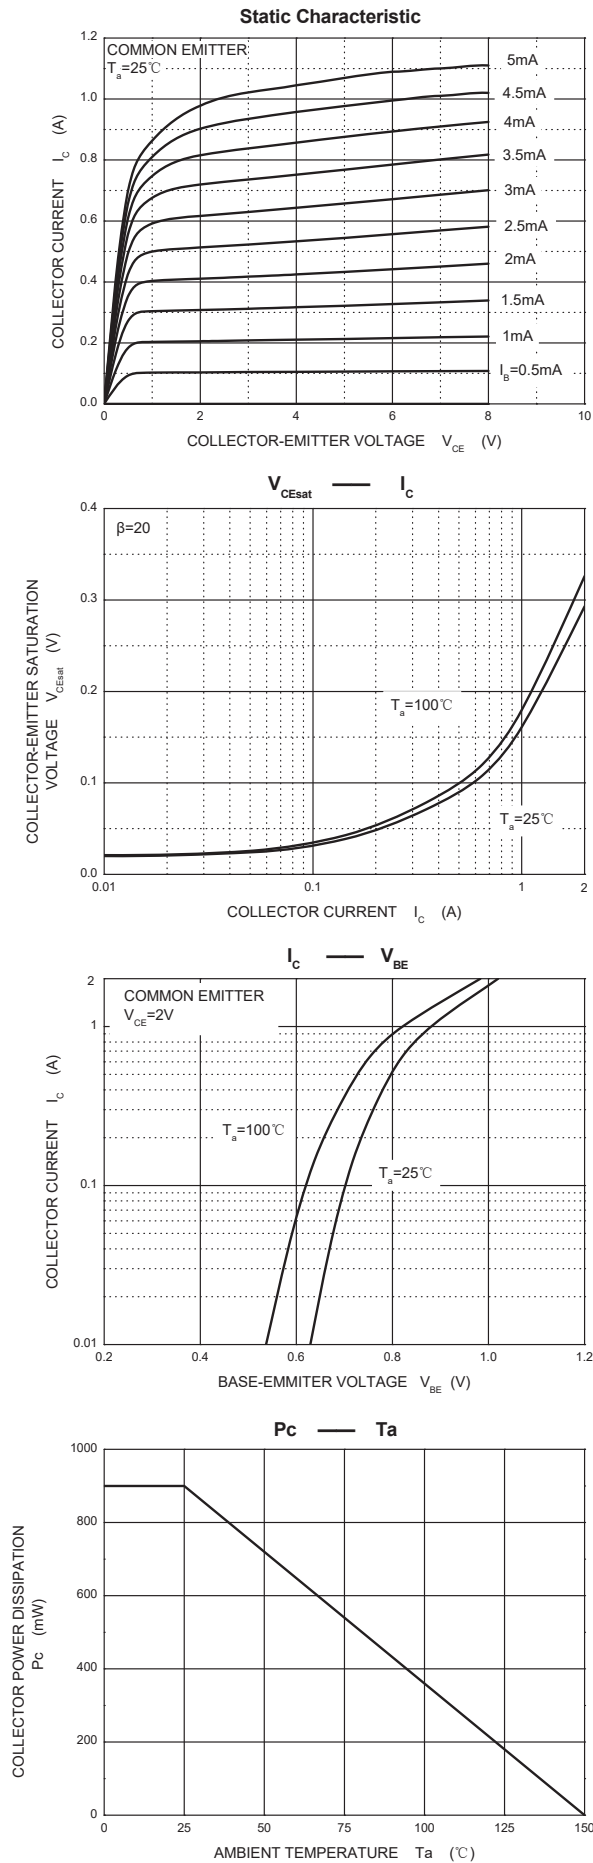 Static Characteristic
COMMON EMITTER
Ta=25℃
COLLECTOR CURRENT IC (A)
1.2
1.0
0.8
0.6
0.4
0.2
0.0
5mA
4.5mA
4mA
3.5mA
3mA
2.5mA
2mA
1.5mA
1mA
IB=0.5mA
0 2 4 6 8 10
COLLECTOR-EMITTER VOLTAGE VCE (V)
VCEsat —— IC
β=20
COLLECTOR-EMITTER SATURATION
VOLTAGE VCEsat (V)
0.4
0.3
0.2
0.1
0.0
Ta=100℃
Ta=25℃
0.01 0.1 1 2
COLLECTOR CURRENT IC (A)
IC —— VBE
COMMON EMITTER
VCE=2V
COLLECTOR CURRENT IC (A)
2
1
0.1
0.01
Ta=100℃
Ta=25℃
0.2 0.4 0.6 0.8 1.0 1.2
BASE-EMMITER VOLTAGE VBE (V)
Pc —— Ta
COLLECTOR POWER DISSIPATION
Pc (mW)
1000
800
600
400
200
0
0 25 50 75 100 125 150
AMBIENT TEMPERATURE Ta (℃)